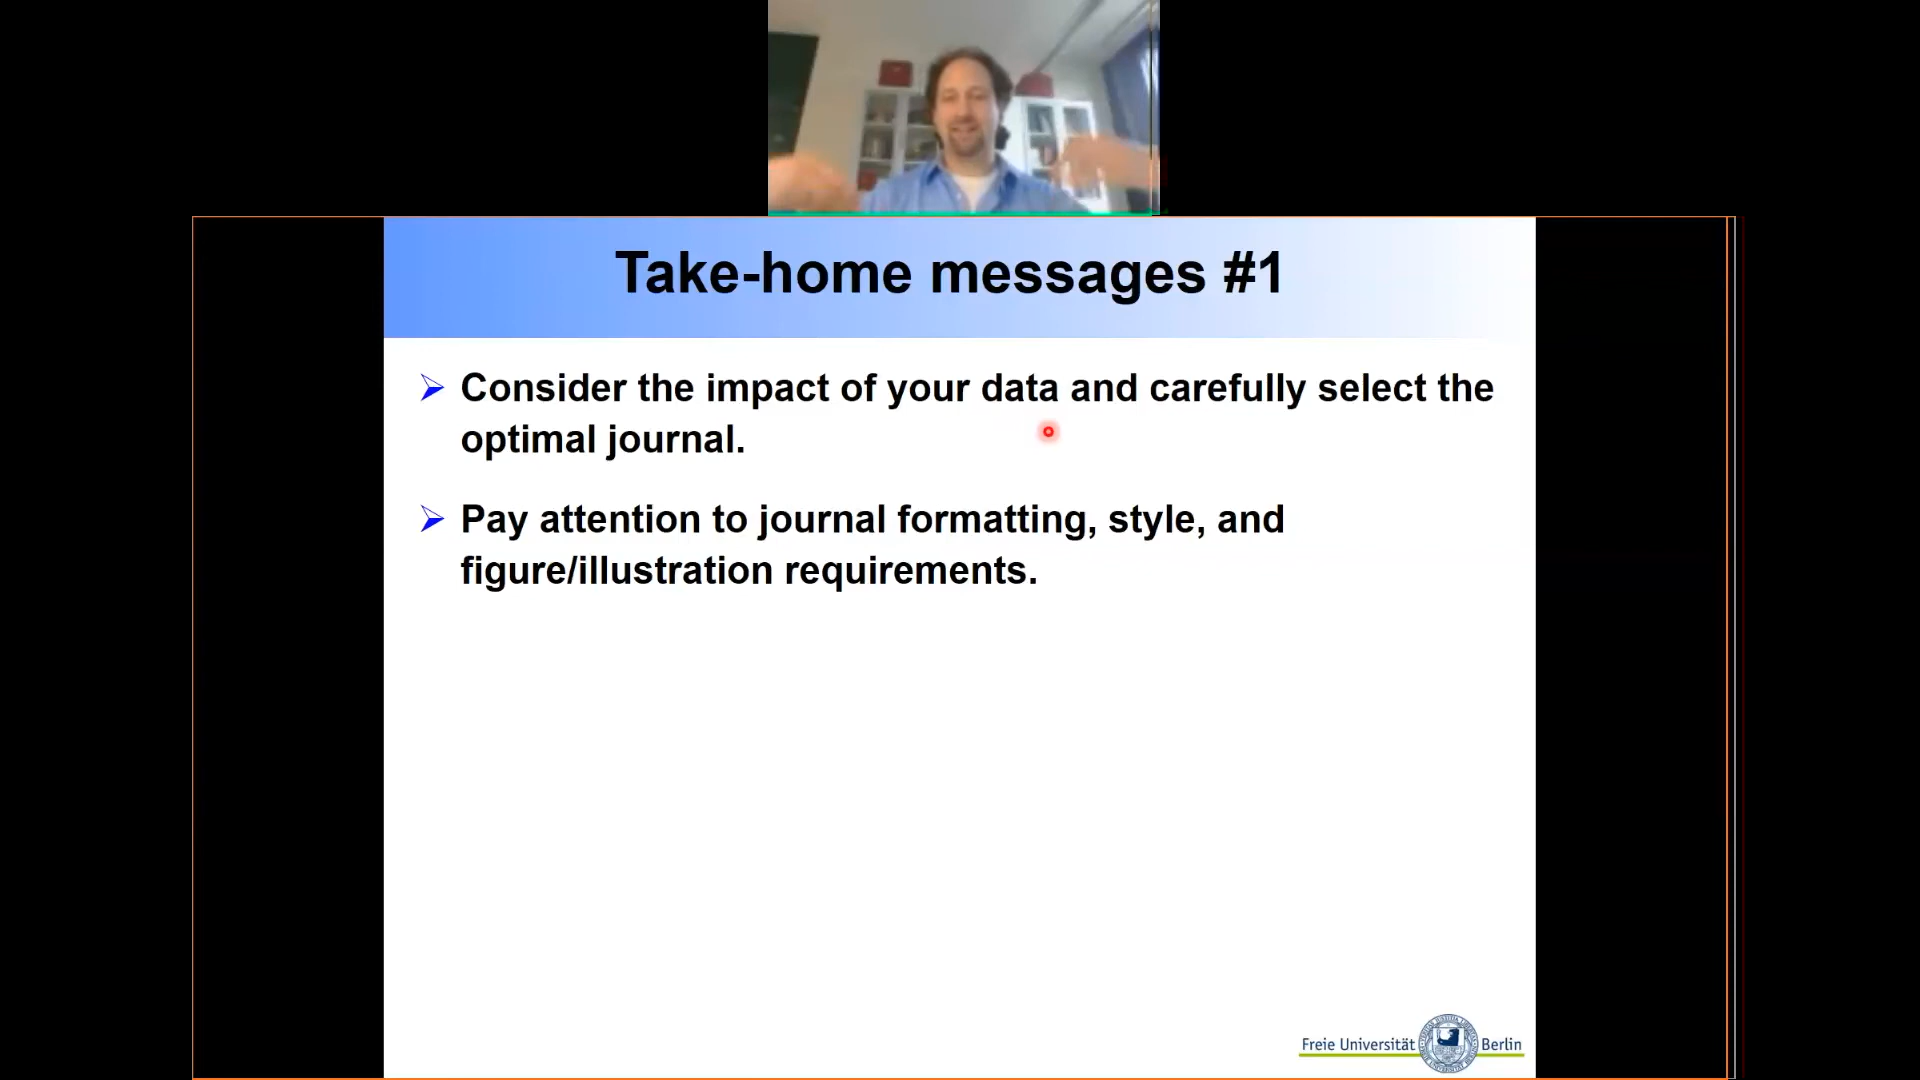 Take-home messages #1
Consider the impact of your data and carefully select the
optimal journal.
Pay attention to journal formatting, style, and
figure/illustration requirements.
Freie Universität Berlin